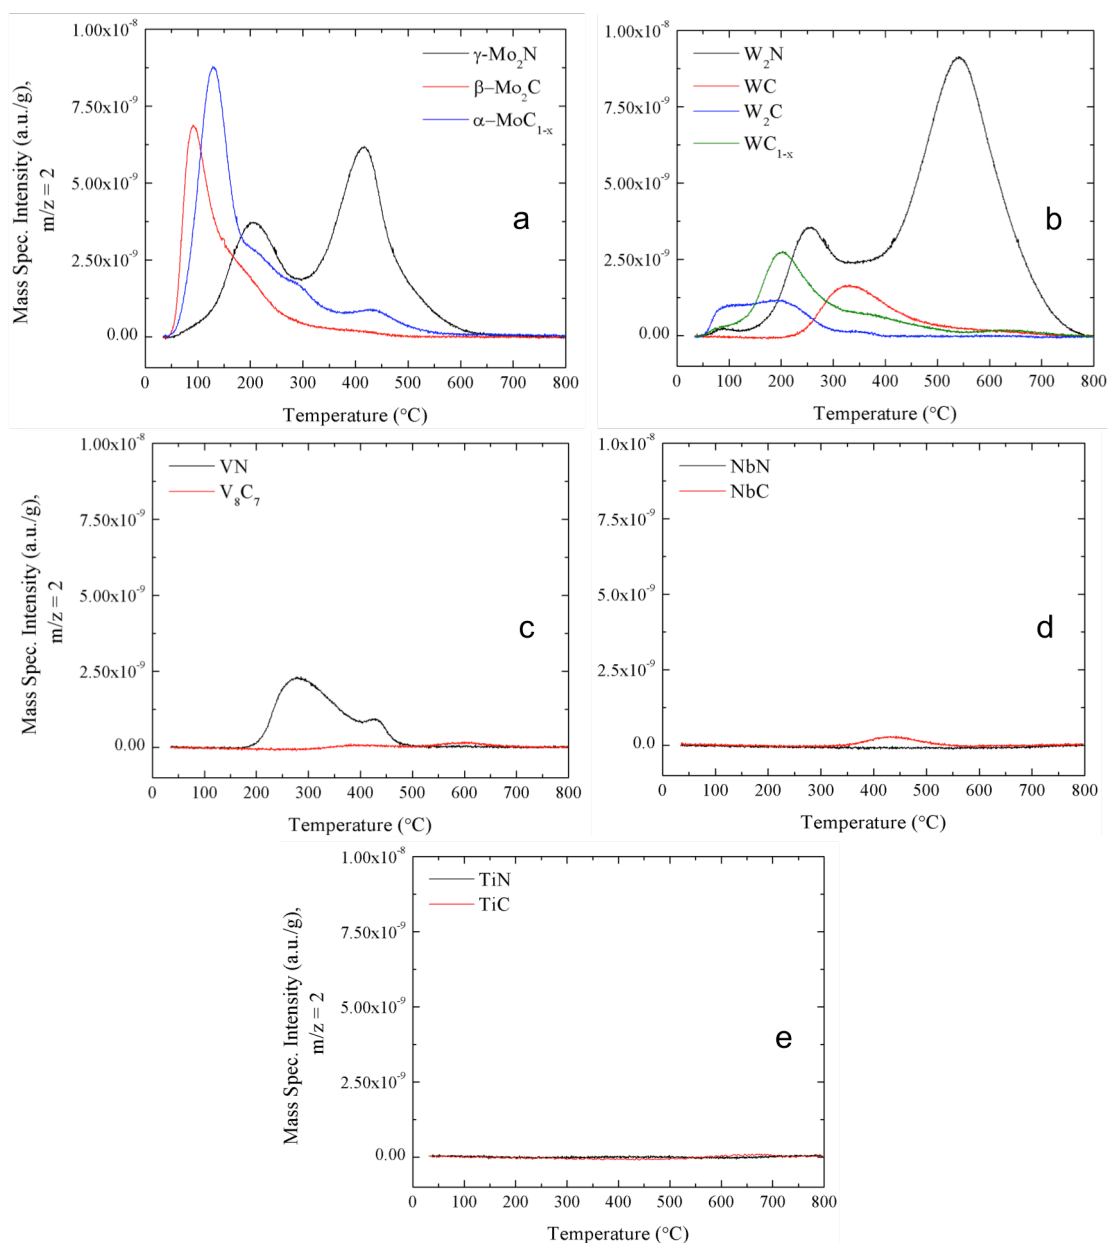 Mass Spec. Intensity (a.u./g),
m/z = 2
1.00x10⁻⁸
7.50x10⁻⁹
5.00x10⁻⁹
2.50x10⁻⁹
0.00
γ-Mo₂N
β–Mo₂C
α–MoC₁₋ₓ
a
0 100 200 300 400 500 600 700 800
Temperature (°C)
1.00x10⁻⁸
7.50x10⁻⁹
5.00x10⁻⁹
2.50x10⁻⁹
0.00
W₂N
WC
W₂C
WC₁₋ₓ
b
0 100 200 300 400 500 600 700 800
Temperature (°C)
Mass Spec. Intensity (a.u./g),
m/z = 2
1.00x10⁻⁸
7.50x10⁻⁹
5.00x10⁻⁹
2.50x10⁻⁹
0.00
VN
V₈C₇
c
0 100 200 300 400 500 600 700 800
Temperature (°C)
1.00x10⁻⁸
7.50x10⁻⁹
5.00x10⁻⁹
2.50x10⁻⁹
0.0
NbN
NbC
d
0 100 200 300 400 500 600 700 800
Temperature (°C)
Mass Spec. Intensity (a.u./g),
m/z = 2
1.00x10⁻⁸
7.50x10⁻⁹
5.00x10⁻⁹
2.50x10⁻⁹
0.00
TiN
TiC
e
0 100 200 300 400 500 600 700 800
Temperature (°C)